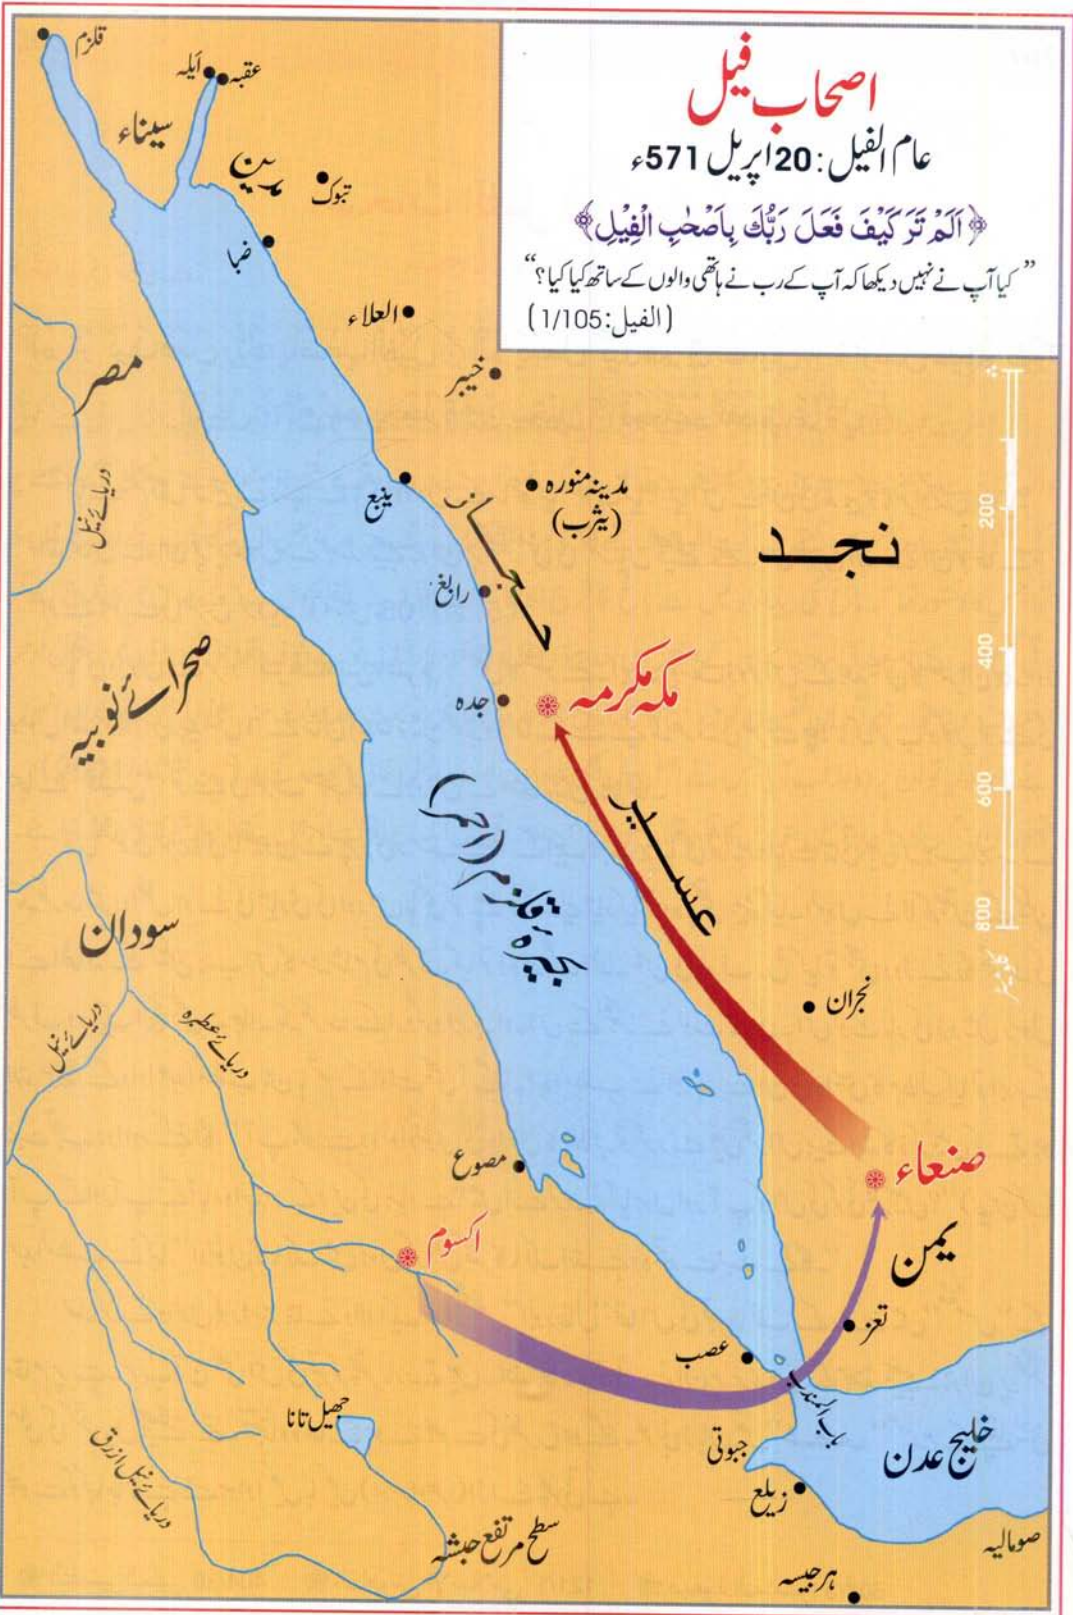 اصحاب فیل
عام الفیل: 20 اپریل 571ء
﴿اَلَمْ تَرَ كَيْفَ فَعَلَ رَبُّكَ بِاَصْحٰبِ الْفِيْلِ﴾
”کیا آپ نے نہیں دیکھا کہ آپ کے رب نے ہاتھی والوں کے ساتھ کیا کیا؟“
(الفیل: 1/105)
قلزم
أیلہ
عقبہ
سیناء
مدین
تبوک
ضبا
العلاء
خیبر
مصر
دریائے نیل
ینبع
مدینہ منورہ
(یثرب)
حجاز
نجد
رابغ
صحرائے نوبیہ
جدہ
مکہ مکرمہ
عسیر
بحیرۂ قلزم (احمر)
0
200
400
600
800
کلومیٹر
سودان
دریائے نیل
دریائے عطبرہ
نجران
مصوع
صنعاء
اکسوم
یمن
تعز
عصب
باب المندب
جھیل تانا
جبوتی
خلیج عدن
زیلع
دریائے نیل ازرق
سطح مرتفع حبشہ
صومالیہ
ہرجیسہ